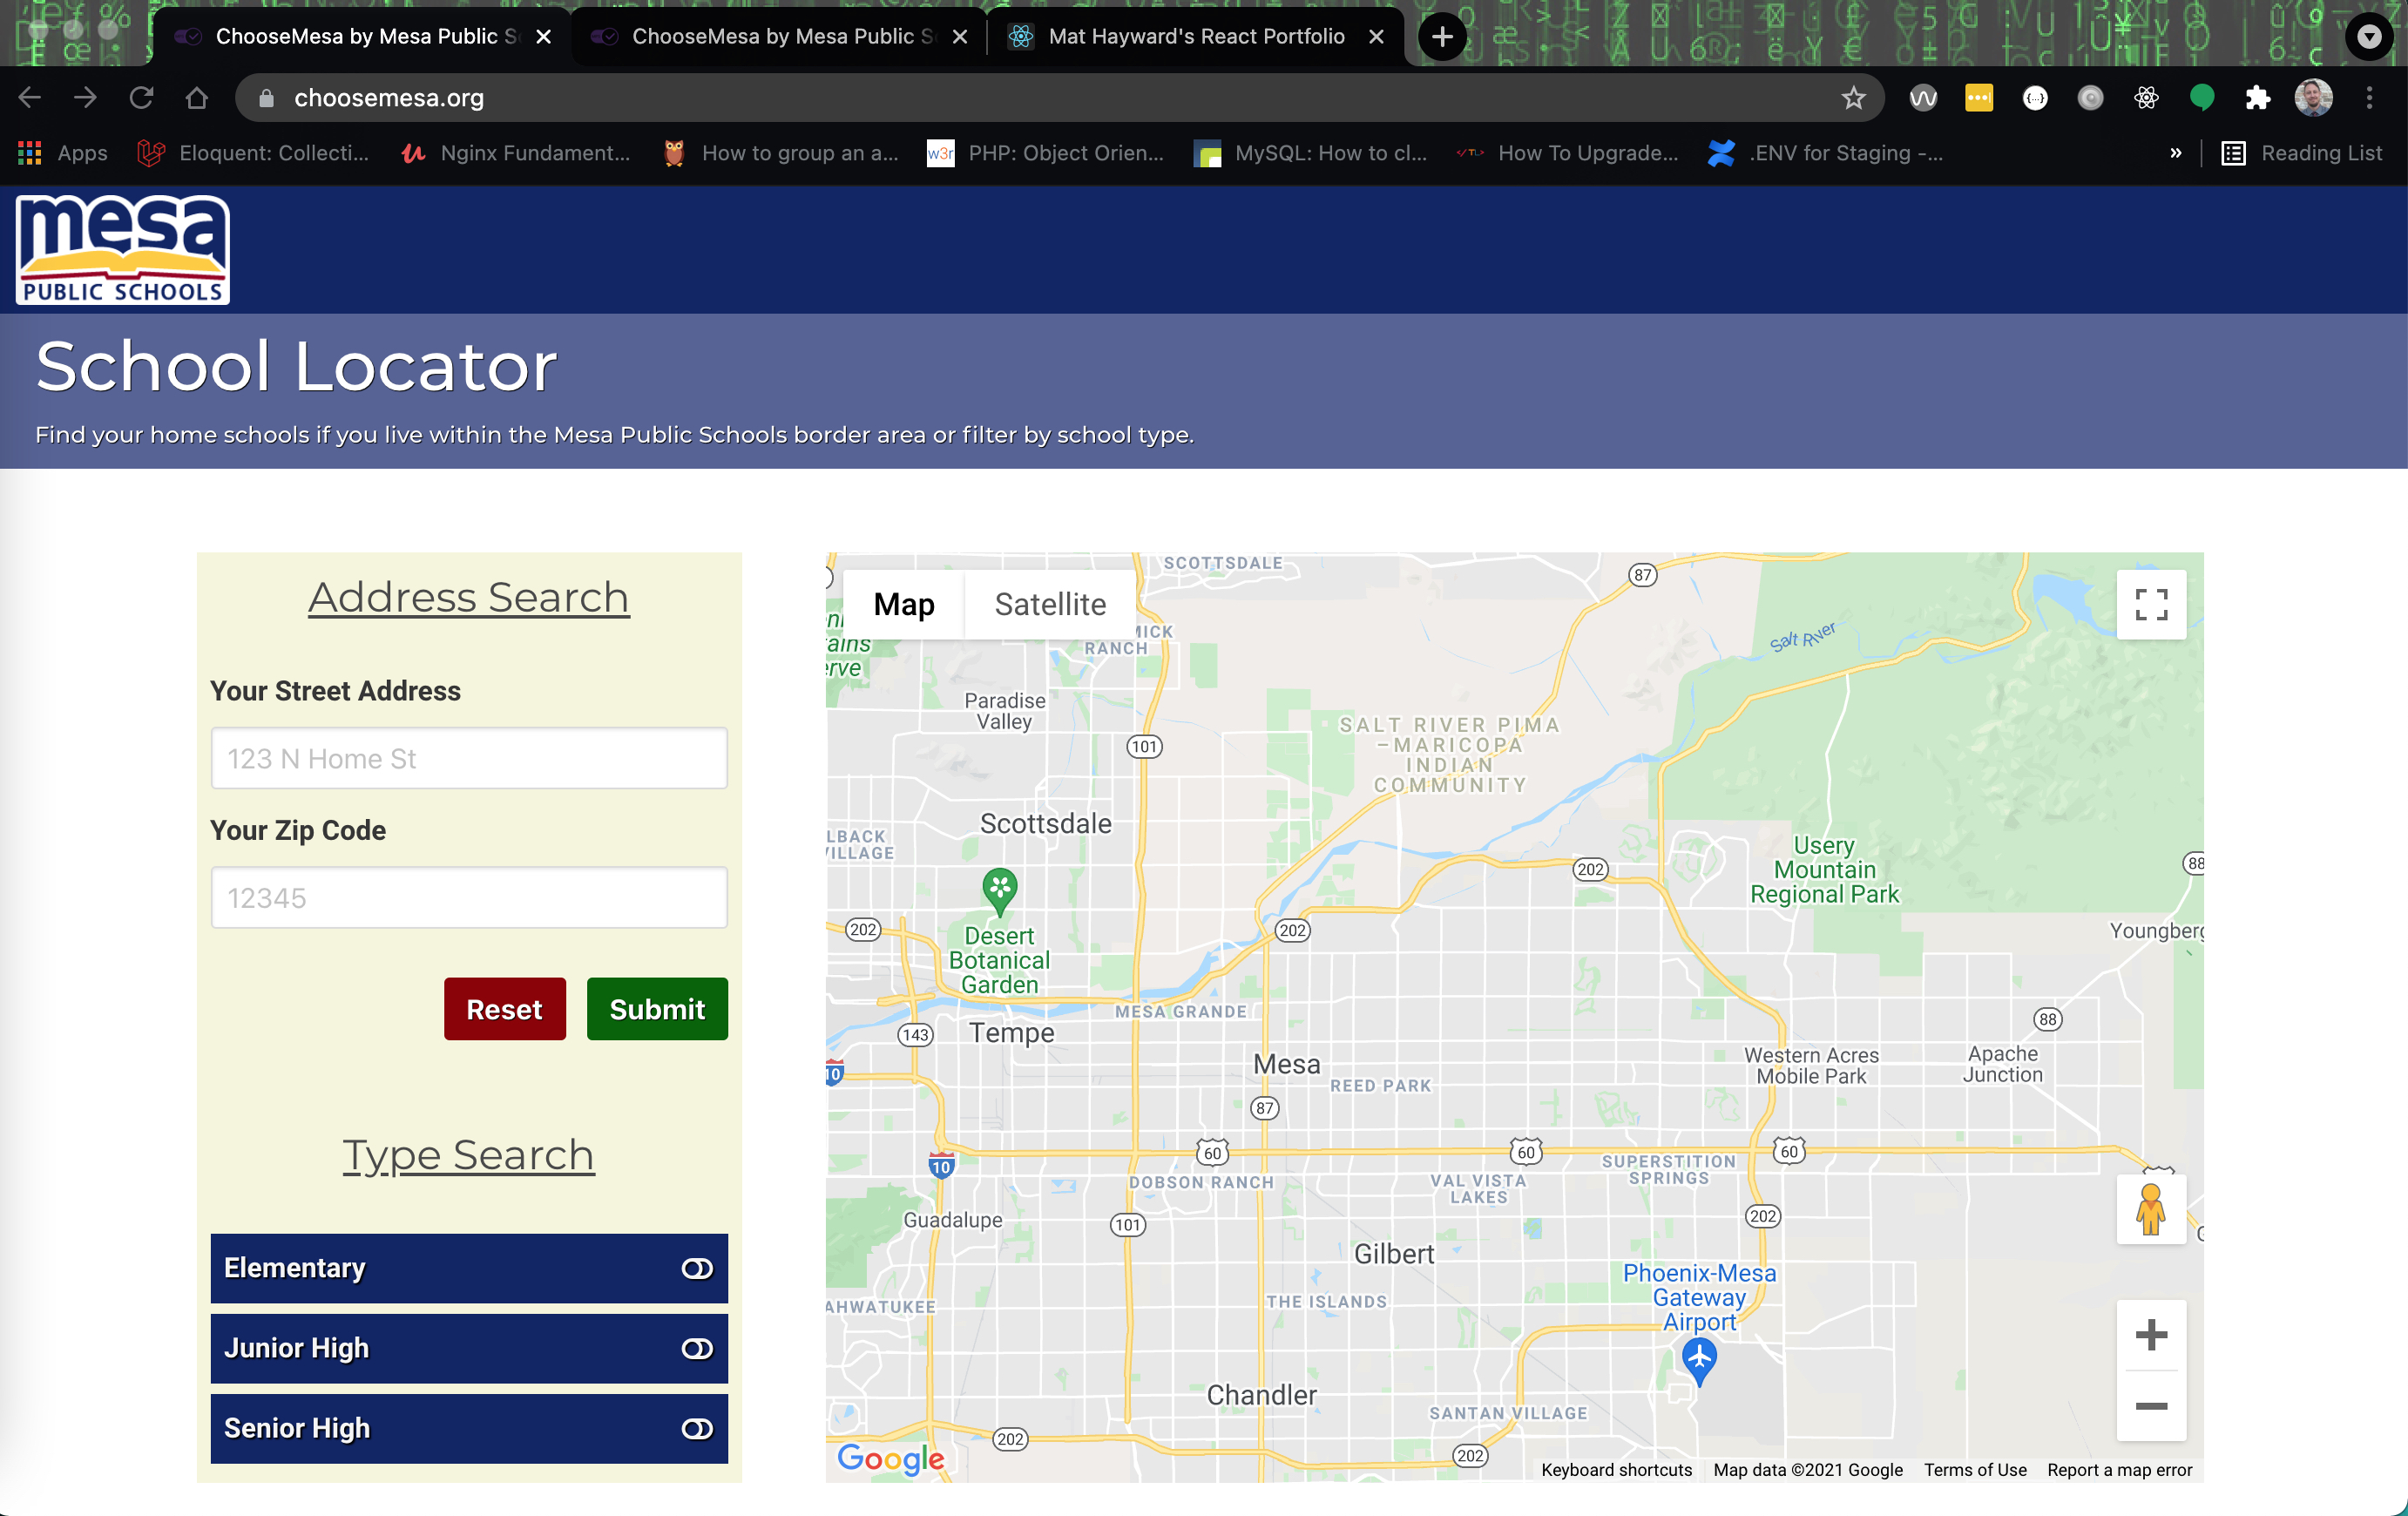 ChooseMesa by Mesa Public S
ChooseMesa by Mesa Public S
Mat Hayward's React Portfolio
choosemesa.org
Apps
Eloquent: Collecti...
Nginx Fundament...
How to group an a...
w3r
PHP: Object Orien...
MySQL: How to cl...
How To Upgrade...
.ENV for Staging -...
»
Reading List
mesa
PUBLIC SCHOOLS
School Locator
Find your home schools if you live within the Mesa Public Schools border area or filter by school type.
Address Search
Your Street Address
123 N Home St
Your Zip Code
12345
Reset
Submit
Type Search
Elementary
Junior High
Senior High
Map
Satellite
SCOTTSDALE
87
MICK
RANCH
ains
erve
Salt River
Paradise
Valley
101
SALT RIVER PIMA
–MARICOPA
INDIAN
COMMUNITY
Scottsdale
LBACK
VILLAGE
Usery
Mountain
Regional Park
88
202
202
202
Desert
Botanical
Garden
Youngberg
MESA GRANDE
143
Tempe
88
10
Mesa
REED PARK
Western Acres
Mobile Park
Apache
Junction
87
10
60
60
60
DOBSON RANCH
VAL VISTA
LAKES
SUPERSTITION
SPRINGS
Guadalupe
101
202
Gilbert
Phoenix-Mesa
Gateway
Airport
AHWATUKEE
THE ISLANDS
Chandler
SANTAN VILLAGE
202
202
Google
Keyboard shortcuts
Map data ©2021 Google
Terms of Use
Report a map error